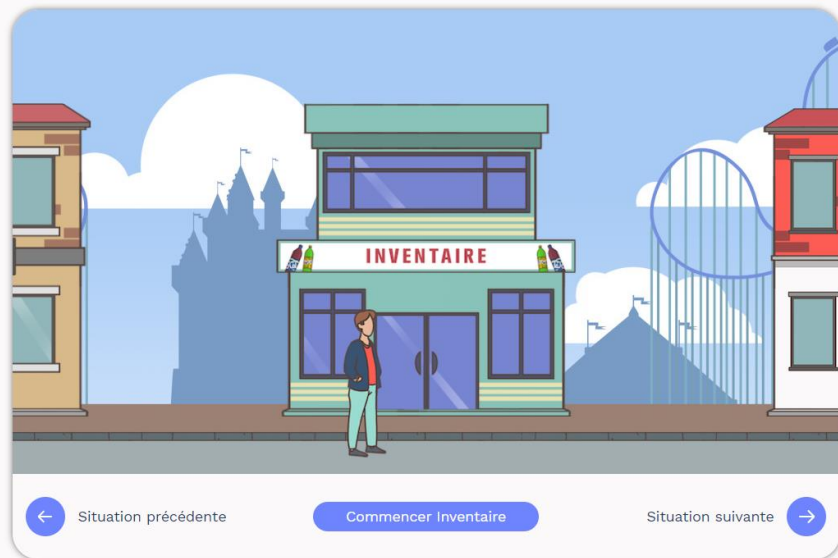 INVENTAIRE
Situation précédente
Commencer Inventaire
Situation suivante